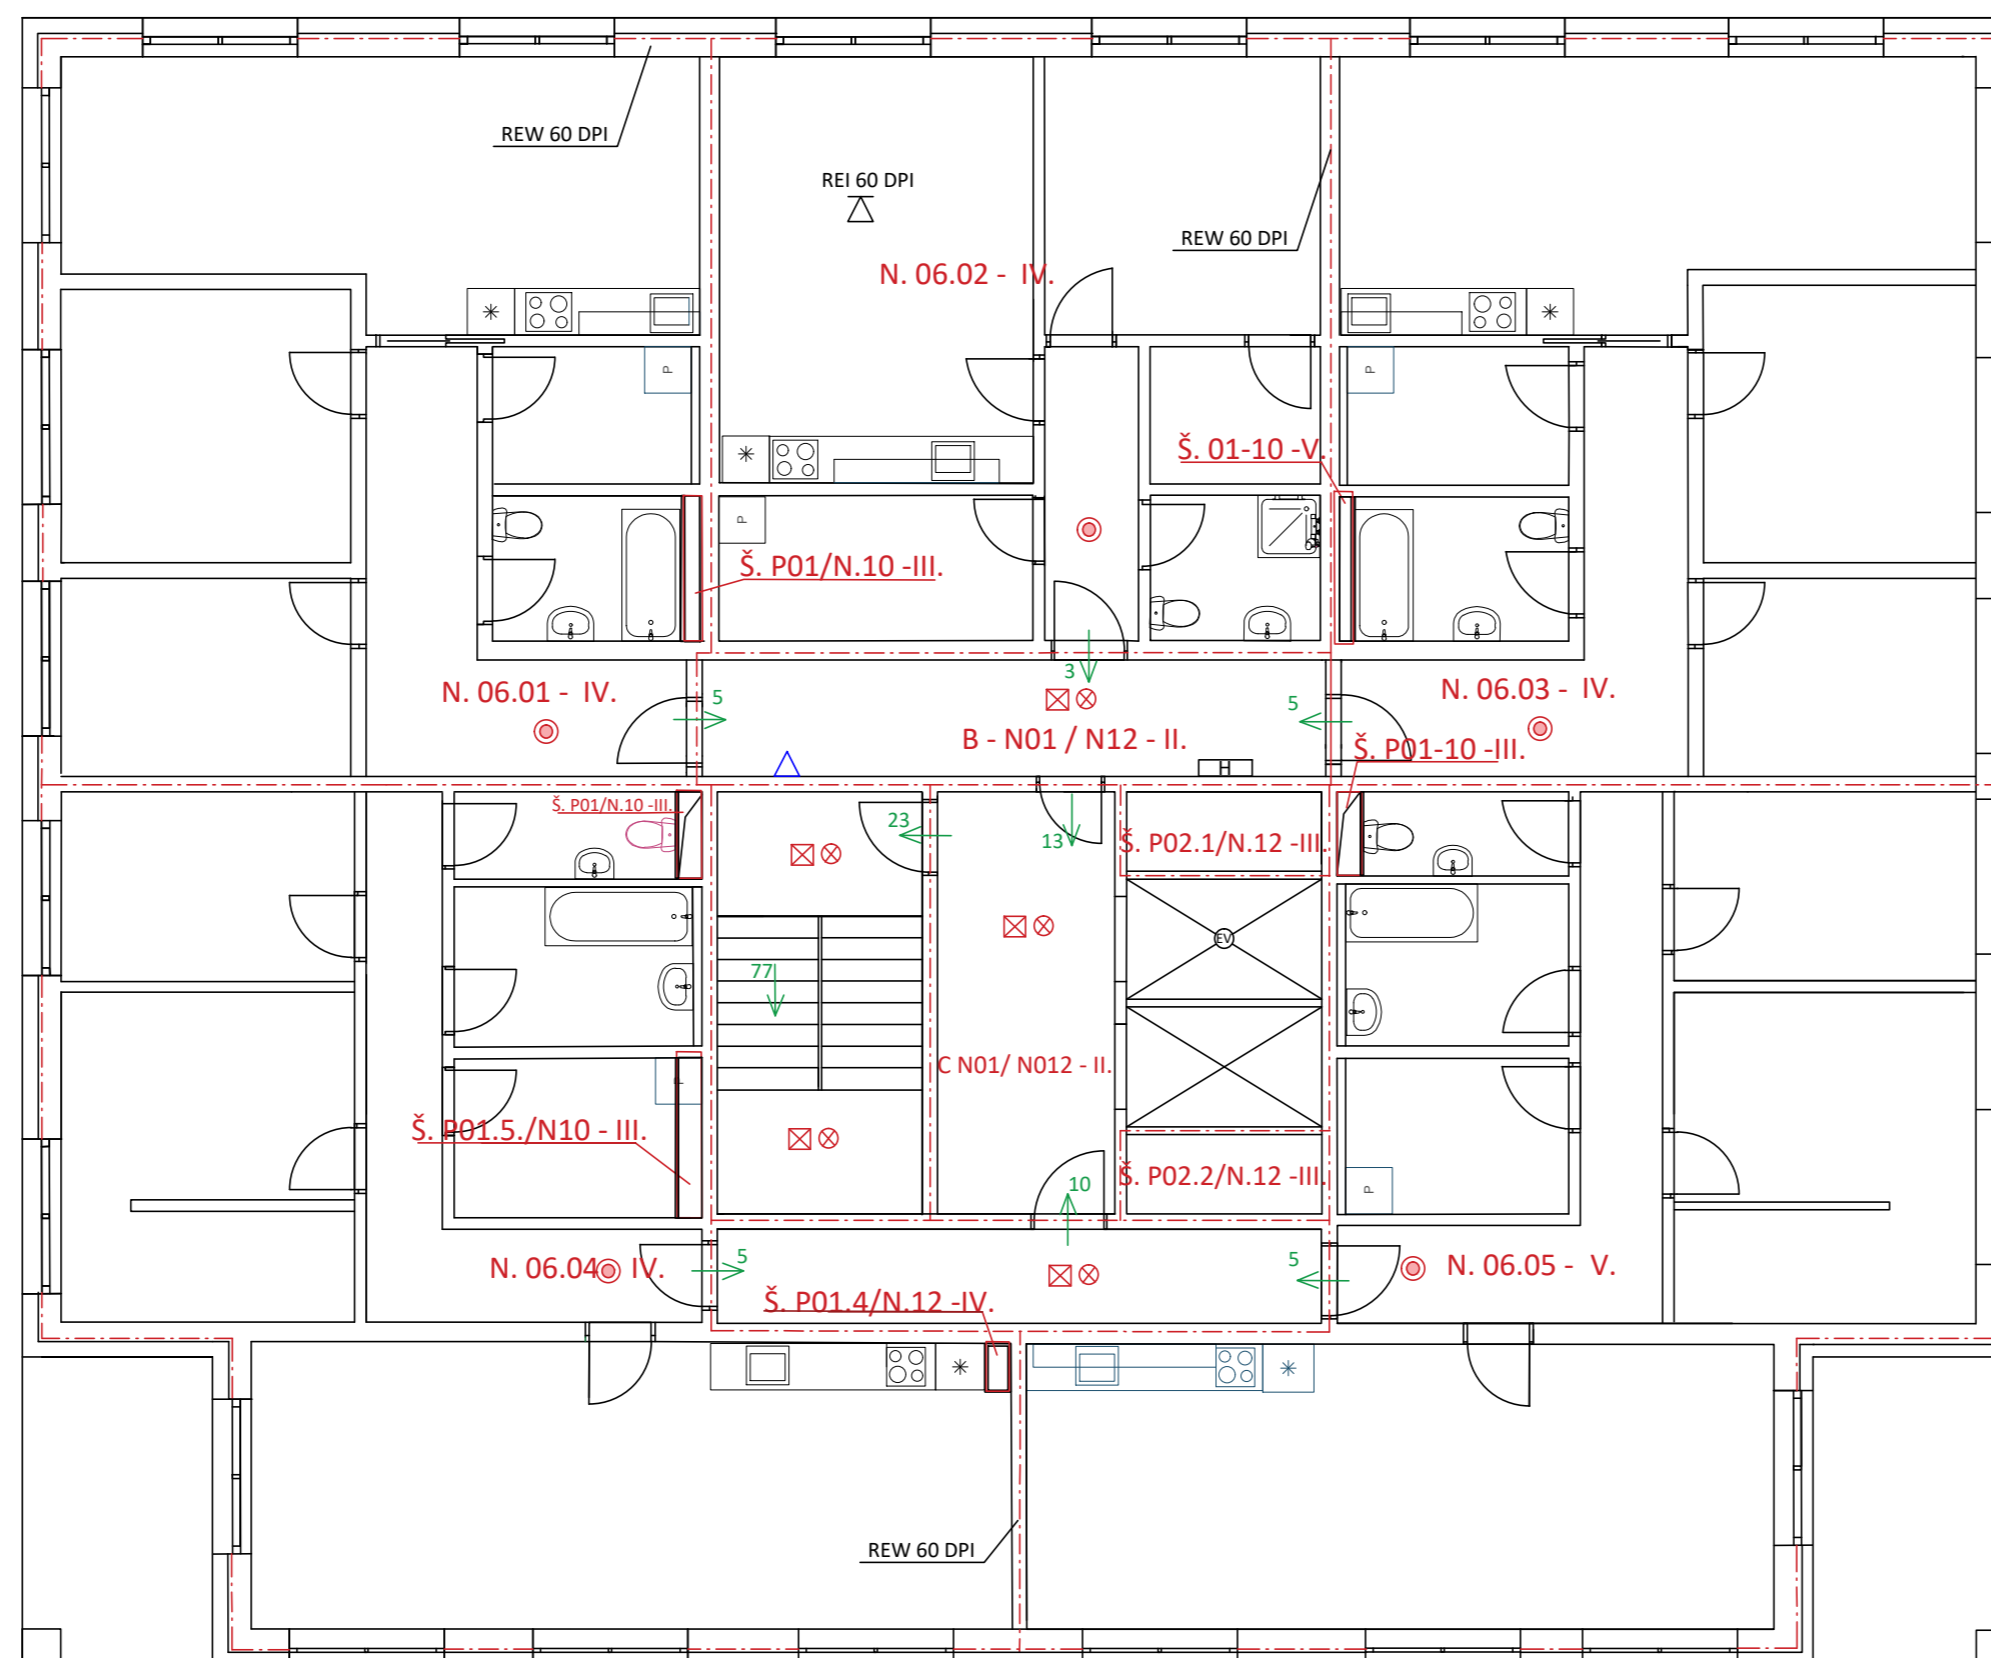 REW 60 DPI
REI 60 DPI
REW 60 DPI
N. 06.02 - IV.
P
P
Š. 01-10 -V.
P
Š. P01/N.10 -III.
3
N. 06.01 - IV.
5
5
N. 06.03 - IV.
B - N01 / N12 - II.
Š. P01-10 -III.
H
Š. P01/N.10 -III.
23
13
Š. P02.1/N.12 -III.
EV
77
C N01/ N012 - II.
P
Š. P01.5./N10 - III.
Š. P02.2/N.12 -III.
10
P
5
5
N. 06.04 IV.
N. 06.05 - V.
Š. P01.4/N.12 -IV.
REW 60 DPI